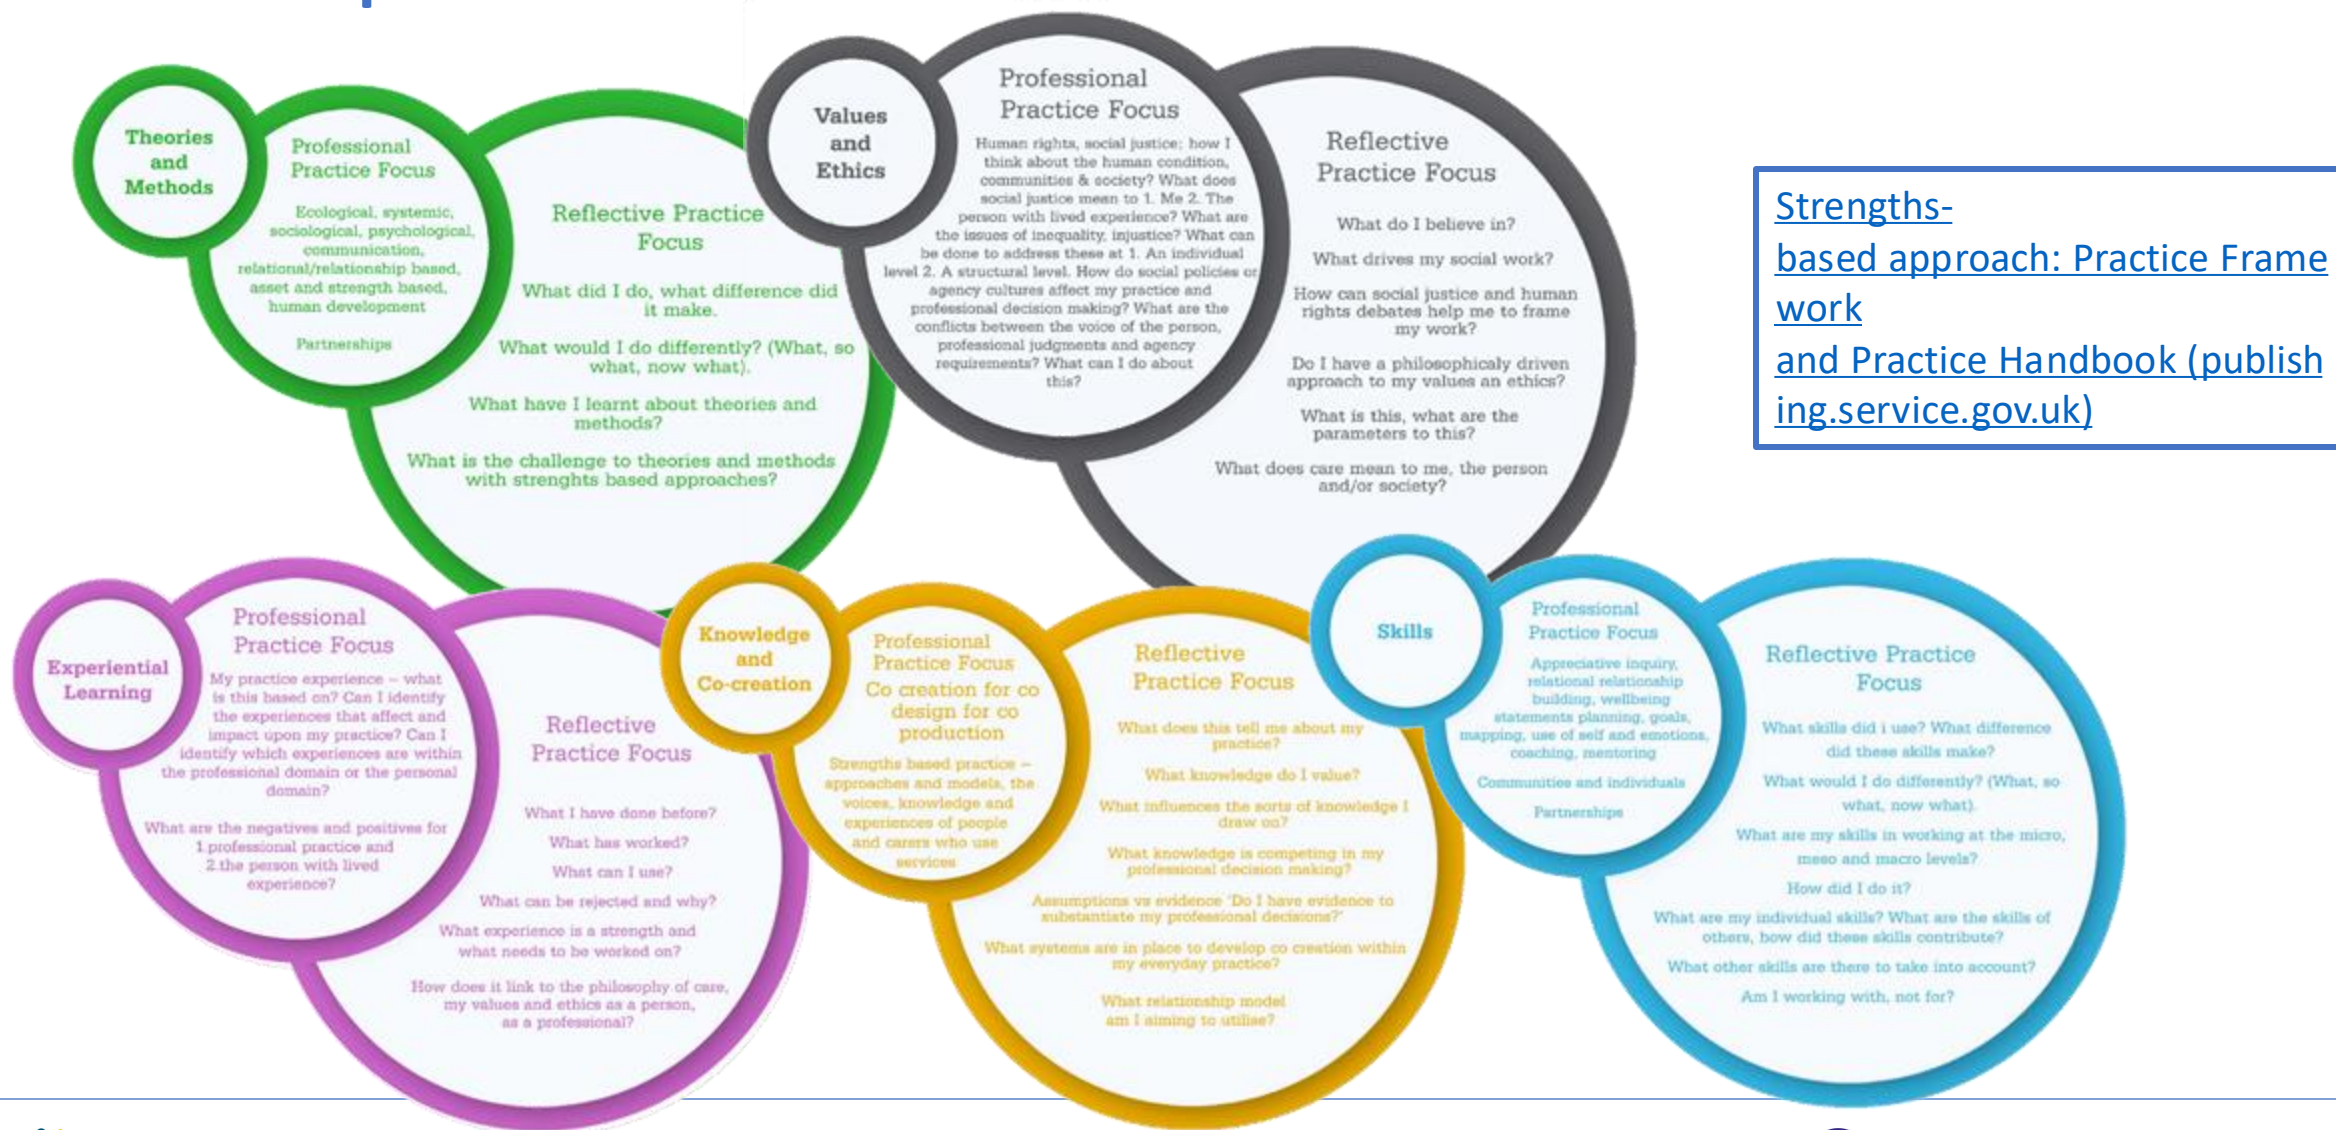 Theories
and
Methods
Professional
Practice Focus
Ecological, systemic,
sociological, psychological,
communication,
relational/relationship based,
asset and strength based,
human development
Partnerships
Reflective Practice
Focus
What did I do, what difference did
it make.
What would I do differently? (What, so
what, now what).
What have I learnt about theories and
methods?
What is the challenge to theories and methods
with strenghts based approaches?
Values
and
Ethics
Professional
Practice Focus
Human rights, social justice; how I
think about the human condition,
communities & society? What does
social justice mean to 1. Me 2. The
person with lived experience? What are
the issues of inequality, injustice? What can
be done to address these at 1. An individual
level 2. A structural level. How do social policies or
agency cultures affect my practice and
professional decision making? What are the
conflicts between the voice of the person,
professional judgments and agency
requirements? What can I do about
this?
Reflective
Practice Focus
What do I believe in?
What drives my social work?
How can social justice and human
rights debates help me to frame
my work?
Do I have a philosophicaly driven
approach to my values an ethics?
What is this, what are the
parameters to this?
What does care mean to me, the person
and/or society?
Strengths-
based approach: Practice Frame
work
and Practice Handbook (publish
ing.service.gov.uk)
Experiential
Learning
Professional
Practice Focus
My practice experience – what
is this based on? Can I identify
the experiences that affect and
impact upon my practice? Can I
identify which experiences are within
the professional domain or the personal
domain?
What are the negatives and positives for
1.professional practice and
2.the person with lived
experience?
Reflective
Practice Focus
What I have done before?
What has worked?
What can I use?
What can be rejected and why?
What experience is a strength and
what needs to be worked on?
How does it link to the philosophy of care,
my values and ethics as a person,
as a professional?
Knowledge
and
Co-creation
Professional
Practice Focus
Co creation for co
design for co
production
Strengths based practice –
approaches and models, the
voices, knowledge and
experiences of people
and carers who use
services
Reflective
Practice Focus
What does this tell me about my
practice?
What knowledge do I value?
What influences the sorts of knowledge I
draw on?
What knowledge is competing in my
professional decision making?
Assumptions vs evidence 'Do I have evidence to
substantiate my professional decisions?'
What systems are in place to develop co creation within
my everyday practice?
What relationship model
am I aiming to utilise?
Skills
Professional
Practice Focus
Appreciative inquiry,
relational relationship
building, wellbeing
statements planning, goals,
mapping, use of self and emotions,
coaching, mentoring
Communities and individuals
Partnerships
Reflective Practice
Focus
What skills did i use? What difference
did these skills make?
What would I do differently? (What, so
what, now what).
What are my skills in working at the micro,
meso and macro levels?
How did I do it?
What are my individual skills? What are the skills of
others, how did these skills contribute?
What other skills are there to take into account?
Am I working with, not for?